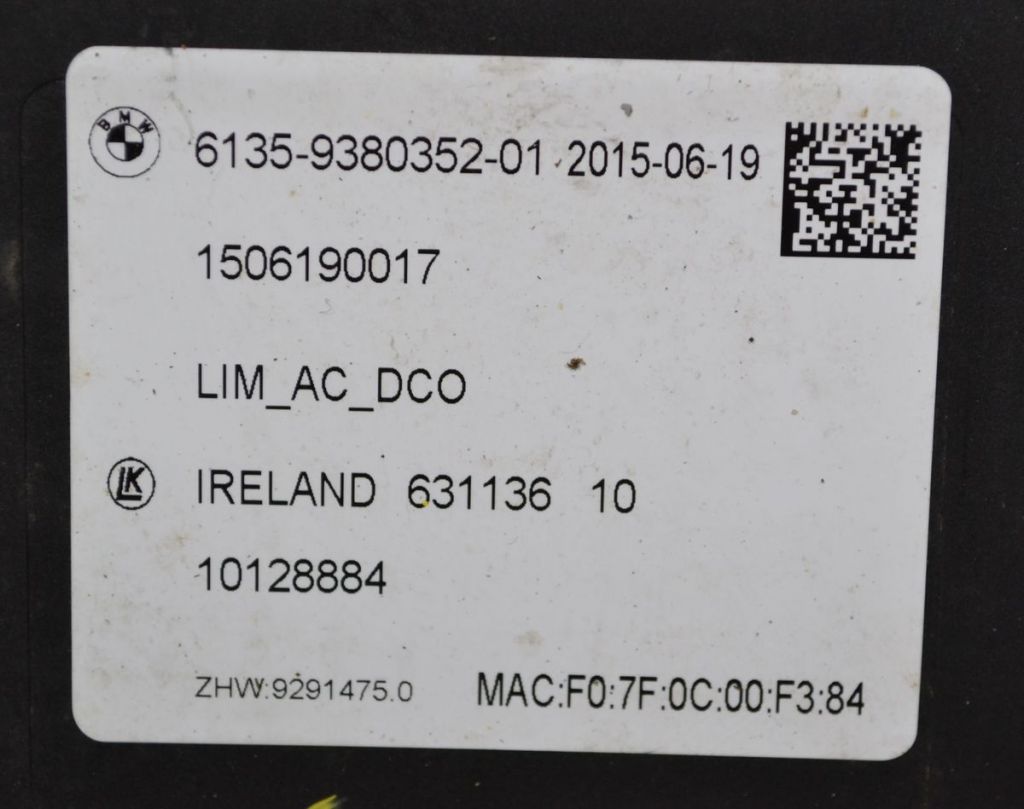 BMW
6135-9380352-01 2015-06-19
1506190017
LIM_AC_DCO
LK
IRELAND 631136 10
10128884
ZHW:9291475.0 MAC:F0:7F:0C:00:F3:84